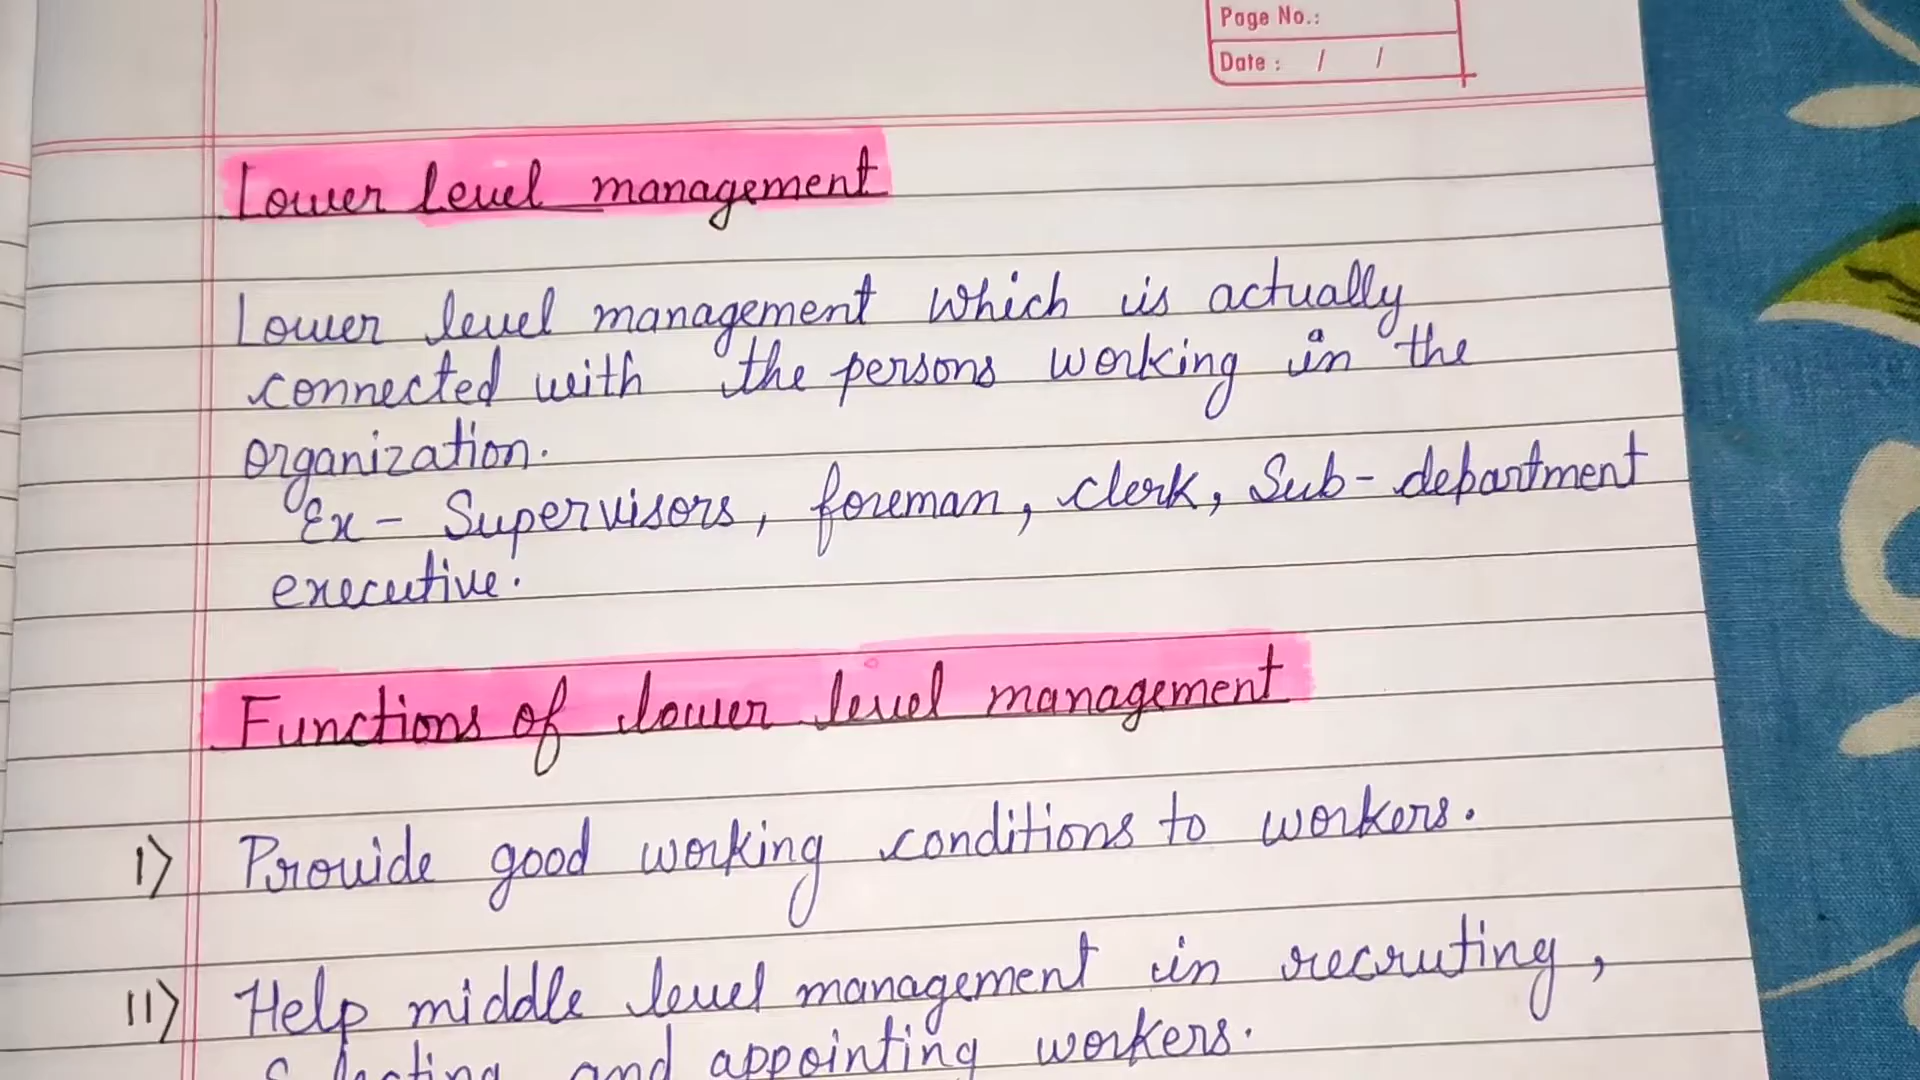 Page No.:
Date : / /
Lower level management
Lower level management which is actually
connected with the persons working in the
organization.
Ex - Supervisors, foreman, clerk, Sub-department
executive.
Functions of lower level management
I) Provide good working conditions to workers.
II) Help middle level management in recruting,
Selecting and appointing workers.